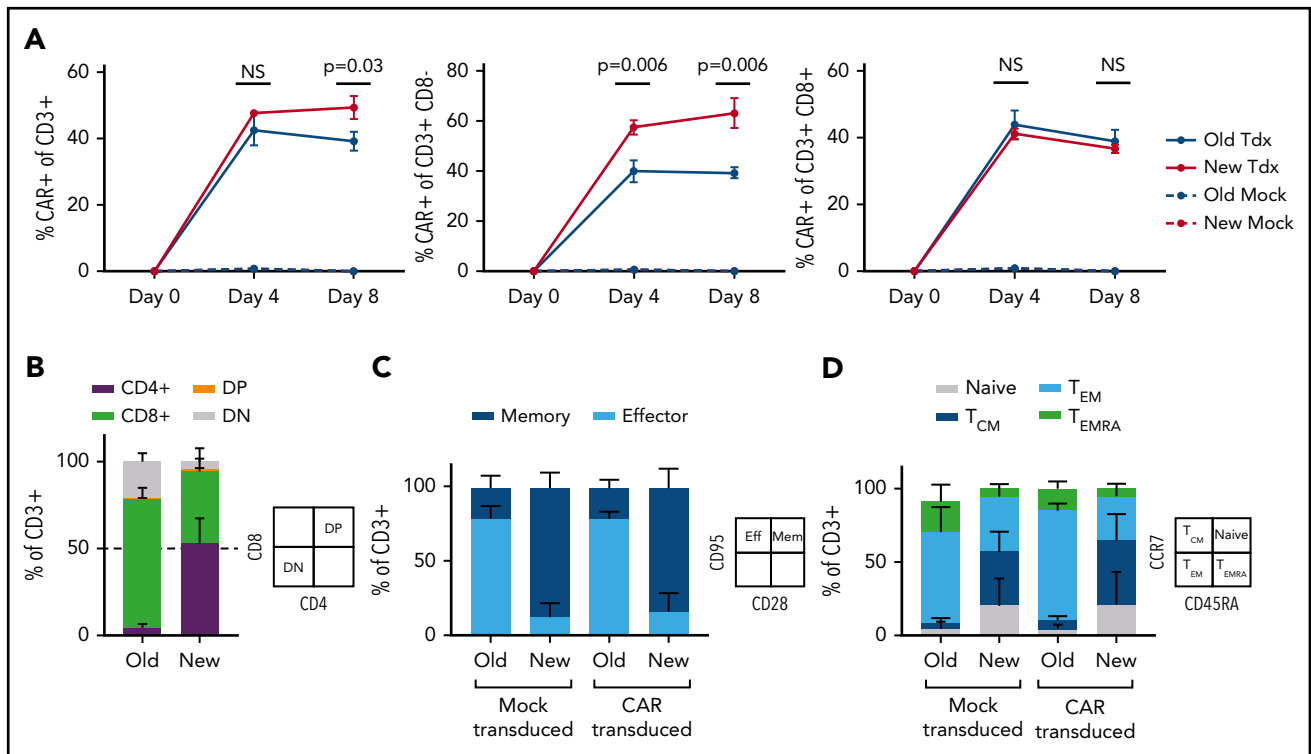 A
NS
p=0.03
60
40
20
0
% CAR+ of CD3+
Day 0
Day 4
Day 8
p=0.006
p=0.006
80
60
40
20
0
% CAR+ of CD3+ CD8-
Day 0
Day 4
Day 8
NS
NS
60
40
20
0
% CAR+ of CD3+ CD8+
Day 0
Day 4
Day 8
Old Tdx
New Tdx
Old Mock
New Mock
B
CD4+
DP
CD8+
DN
100
50
0
% of CD3+
Old
New
CD8
DP
DN
CD4
C
Memory
Effector
100
50
0
% of CD3+
Old
New
Old
New
Mock
transduced
CAR
transduced
CD95
Eff
Mem
CD28
D
Naive
TEM
TCM
TEMRA
100
50
0
% of CD3+
Old
New
Old
New
Mock
transduced
CAR
transduced
CCR7
TCM
Naive
TEM
TEMRA
CD45RA